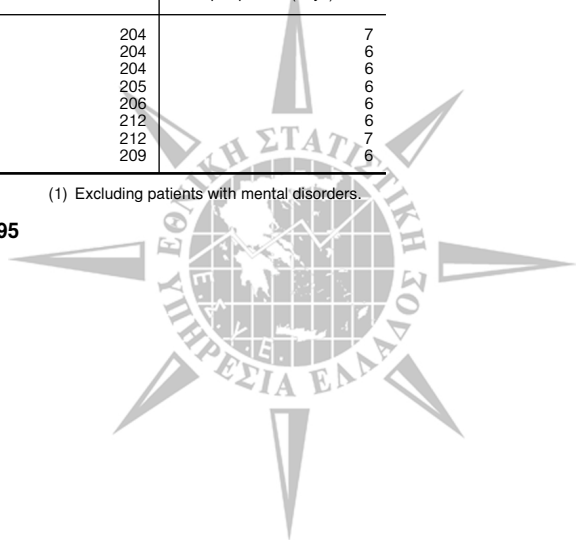 204 7
204 6
204 6
205 6
206 6
212 6
212 7
209 6
(1) Excluding patients with mental disorders.
95
ΕΘΝΙΚΗ ΣΤΑΤΙΣΤΙΚΗ
ΥΠΗΡΕΣΙΑ ΕΛΛΑΔΟΣ
Ε.Σ.Υ.Ε.